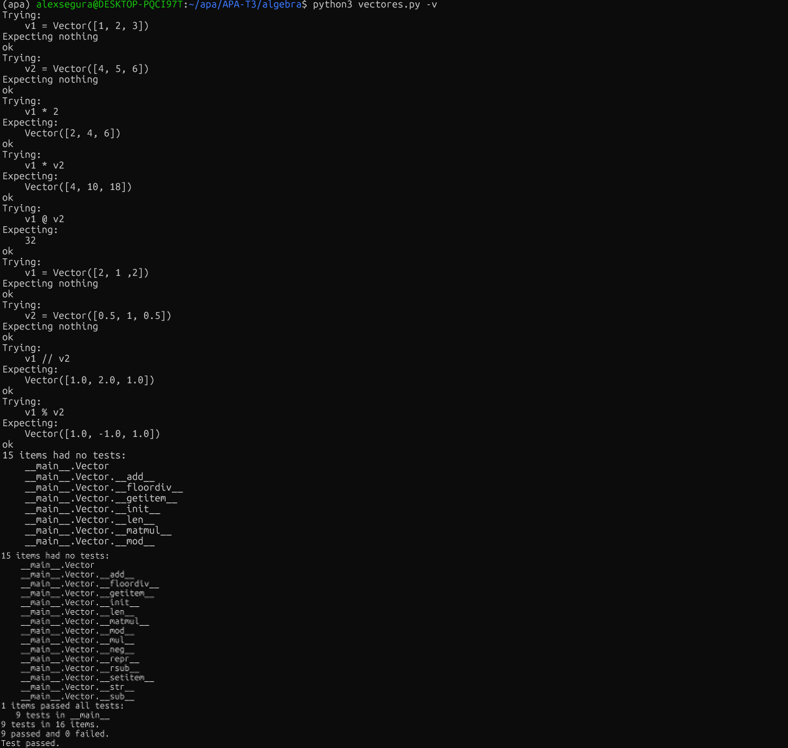 (apa) alexsegura@DESKTOP-PQCI97T:~/apa/APA-T3/algebra$ python3 vectores.py -v
Trying:
    v1 = Vector([1, 2, 3])
Expecting nothing
ok
Trying:
    v2 = Vector([4, 5, 6])
Expecting nothing
ok
Trying:
    v1 * 2
Expecting:
    Vector([2, 4, 6])
ok
Trying:
    v1 * v2
Expecting:
    Vector([4, 10, 18])
ok
Trying:
    v1 @ v2
Expecting:
    32
ok
Trying:
    v1 = Vector([2, 1 ,2])
Expecting nothing
ok
Trying:
    v2 = Vector([0.5, 1, 0.5])
Expecting nothing
ok
Trying:
    v1 // v2
Expecting:
    Vector([1.0, 2.0, 1.0])
ok
Trying:
    v1 % v2
Expecting:
    Vector([1.0, -1.0, 1.0])
ok
15 items had no tests:
    __main__.Vector
    __main__.Vector.__add__
    __main__.Vector.__floordiv__
    __main__.Vector.__getitem__
    __main__.Vector.__init__
    __main__.Vector.__len__
    __main__.Vector.__matmul__
    __main__.Vector.__mod__
15 items had no tests:
    __main__.Vector
    __main__.Vector.__add__
    __main__.Vector.__floordiv__
    __main__.Vector.__getitem__
    __main__.Vector.__init__
    __main__.Vector.__len__
    __main__.Vector.__matmul__
    __main__.Vector.__mod__
    __main__.Vector.__mul__
    __main__.Vector.__neg__
    __main__.Vector.__repr__
    __main__.Vector.__rsub__
    __main__.Vector.__setitem__
    __main__.Vector.__str__
    __main__.Vector.__sub__
1 items passed all tests:
   9 tests in __main__
9 tests in 16 items.
9 passed and 0 failed.
Test passed.